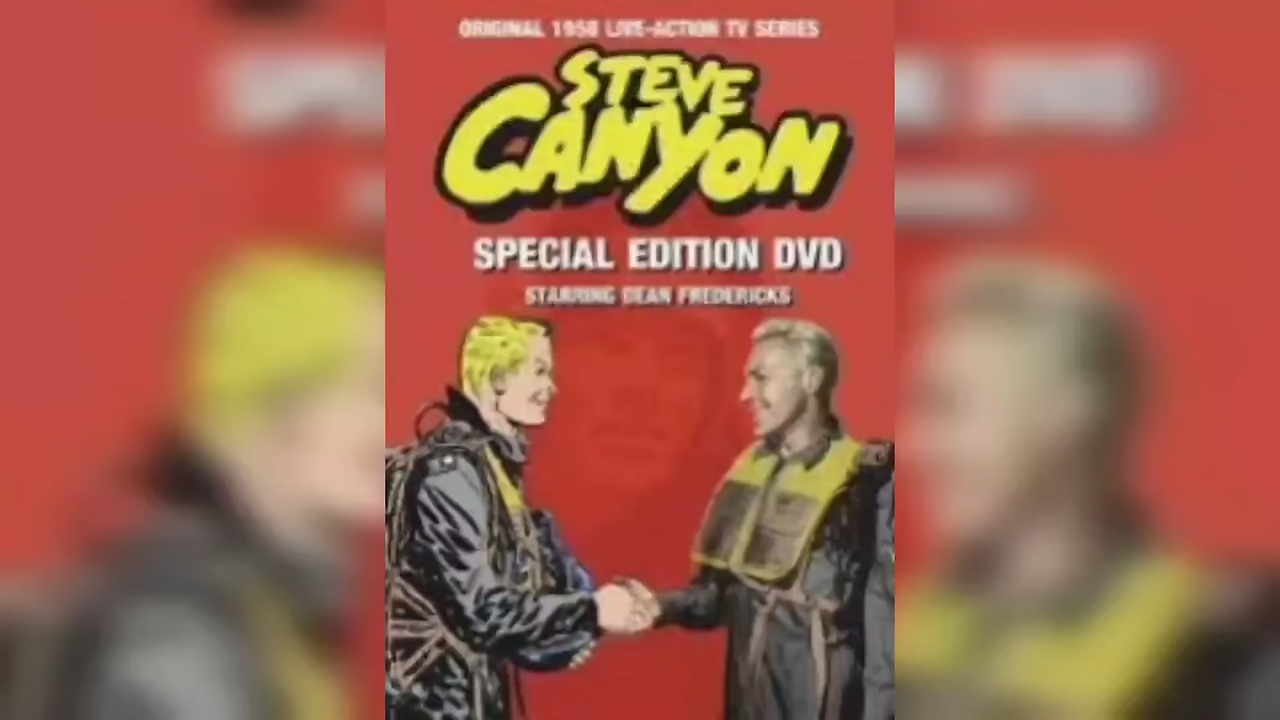 ORIGINAL 1958 LIVE-ACTION TV SERIES
STEVE
CANYON
SPECIAL EDITION DVD
STARRING DEAN FREDERICKS